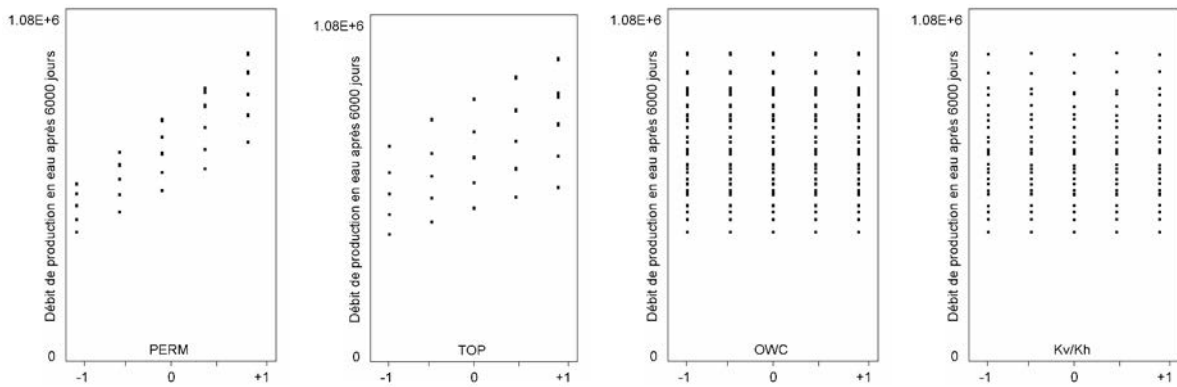 1.08E+6
Débit de production en eau après 6000 jours
0
PERM
-1 0 +1
1.08E+6
Débit de production en eau après 6000 jours
0
TOP
-1 0 +1
1.08E+6
Débit de production en eau après 6000 jours
0
OWC
-1 0 +1
1.08E+6
Débit de production en eau après 6000 jours
0
Kv/Kh
-1 0 +1